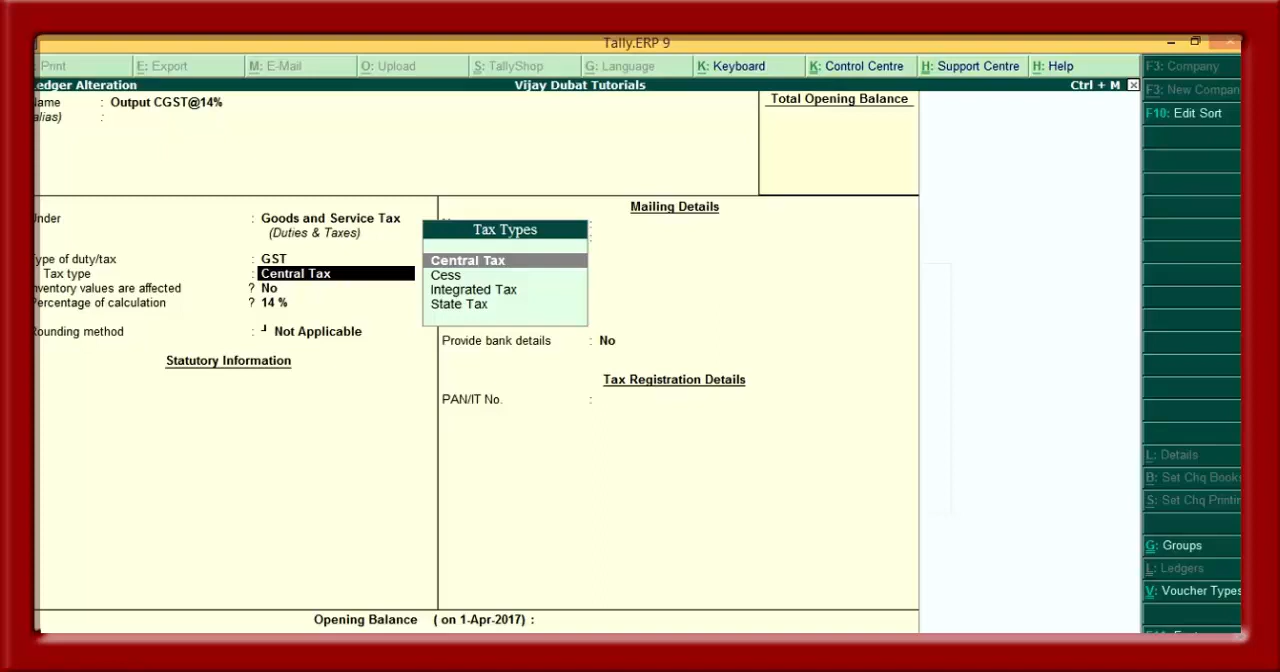 Tally.ERP 9
Print E: Export M: E-Mail O: Upload S: TallyShop G: Language K: Keyboard K: Control Centre H: Support Centre H: Help
edger Alteration Vijay Dubat Tutorials Ctrl + M
Name : Output CGST@14%
alias) :
Total Opening Balance
Under : Goods and Service Tax
(Duties & Taxes)
Type of duty/tax : GST
Tax type : Central Tax
Inventory values are affected ? No
Percentage of calculation ? 14 %
Rounding method : ┘ Not Applicable
Statutory Information
Mailing Details
Tax Types
Central Tax
Cess
Integrated Tax
State Tax
Provide bank details : No
Tax Registration Details
PAN/IT No. :
Opening Balance ( on 1-Apr-2017) :
F3: Company
F3: New Compan
F10: Edit Sort
L: Details
B: Set Chq Book
S: Set Chq Printin
G: Groups
L: Ledgers
V: Voucher Types